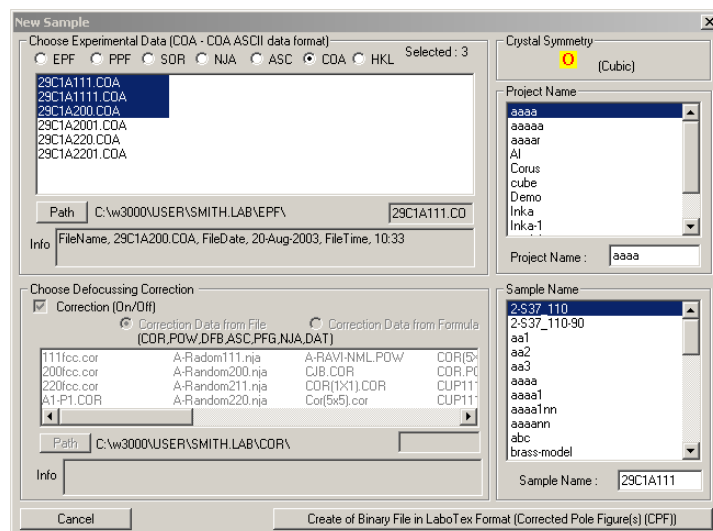 New Sample
Choose Experimental Data (COA - COA ASCII data format)
EPF PPF SOR NJA ASC COA HKL Selected : 3
29C1A111.COA
29C1A1111.COA
29C1A200.COA
29C1A2001.COA
29C1A220.COA
29C1A2201.COA
Path C:\w3000\USER\SMITH.LAB\EPF\ 29C1A111.CO
Info FileName, 29C1A200.COA, FileDate, 20-Aug-2003, FileTime, 10:33
Crystal Symmetry
O (Cubic)
Project Name
aaaa
aaaaa
aaaar
Al
Corus
cube
Demo
Inka
Inka-1
Project Name : aaaa
Choose Defocussing Correction
Correction (On/Off)
Correction Data from File Correction Data from Formula
(COR,POW,DFB,ASC,PFG,NJA,DAT)
111fcc.cor A-Radom111.nja A-RAVI-NML.POW COR(5×
200fcc.cor A-Random200.nja CJB.COR COR.PO
220fcc.cor A-Random211.nja COR(1X1).COR CUP11
A1-P1.COR A-Random220.nja Cor(5x5).cor CUP11
Path C:\w3000\USER\SMITH.LAB\COR\
Info
Sample Name
2-S37_110
2-S37_110-90
aa1
aa2
aa3
aaaa
aaaa1
aaaa1nn
aaaann
abc
brass-model
Sample Name : 29C1A111
Cancel Create of Binary File in LaboTex Format (Corrected Pole Figure(s) (CPF))